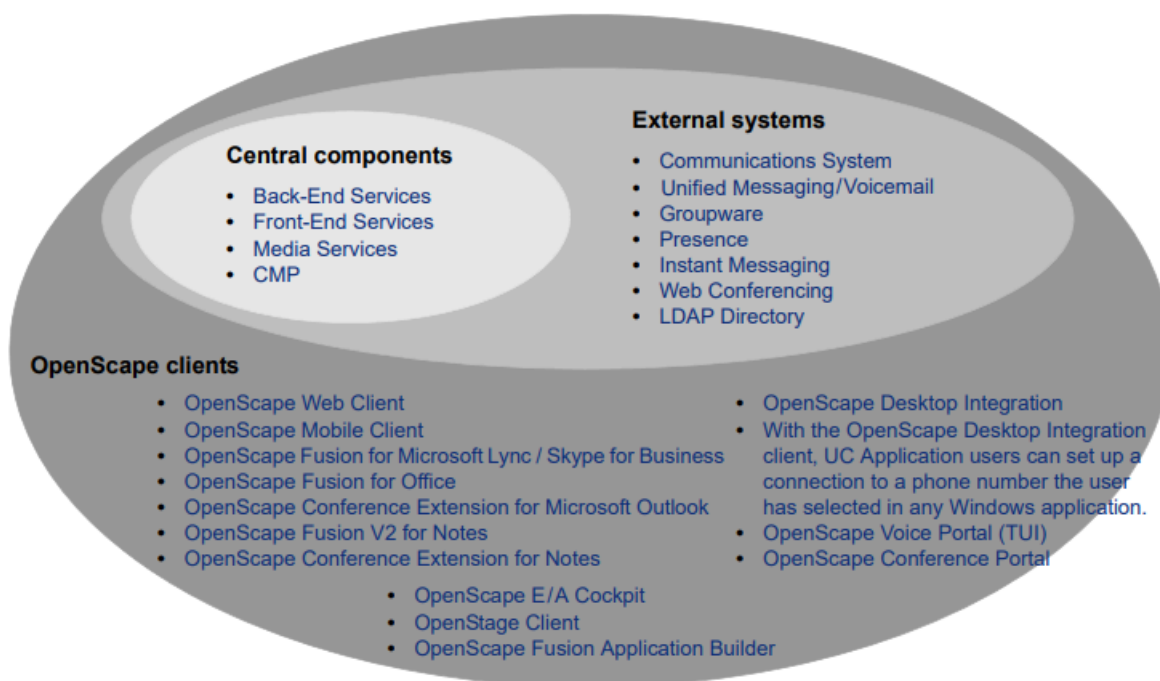 Central components
• Back-End Services
• Front-End Services
• Media Services
• CMP
External systems
• Communications System
• Unified Messaging/Voicemail
• Groupware
• Presence
• Instant Messaging
• Web Conferencing
• LDAP Directory
OpenScape clients
• OpenScape Web Client
• OpenScape Mobile Client
• OpenScape Fusion for Microsoft Lync / Skype for Business
• OpenScape Fusion for Office
• OpenScape Conference Extension for Microsoft Outlook
• OpenScape Fusion V2 for Notes
• OpenScape Conference Extension for Notes
• OpenScape Desktop Integration
• With the OpenScape Desktop Integration
client, UC Application users can set up a
connection to a phone number the user
has selected in any Windows application.
• OpenScape Voice Portal (TUI)
• OpenScape Conference Portal
• OpenScape E/A Cockpit
• OpenStage Client
• OpenScape Fusion Application Builder